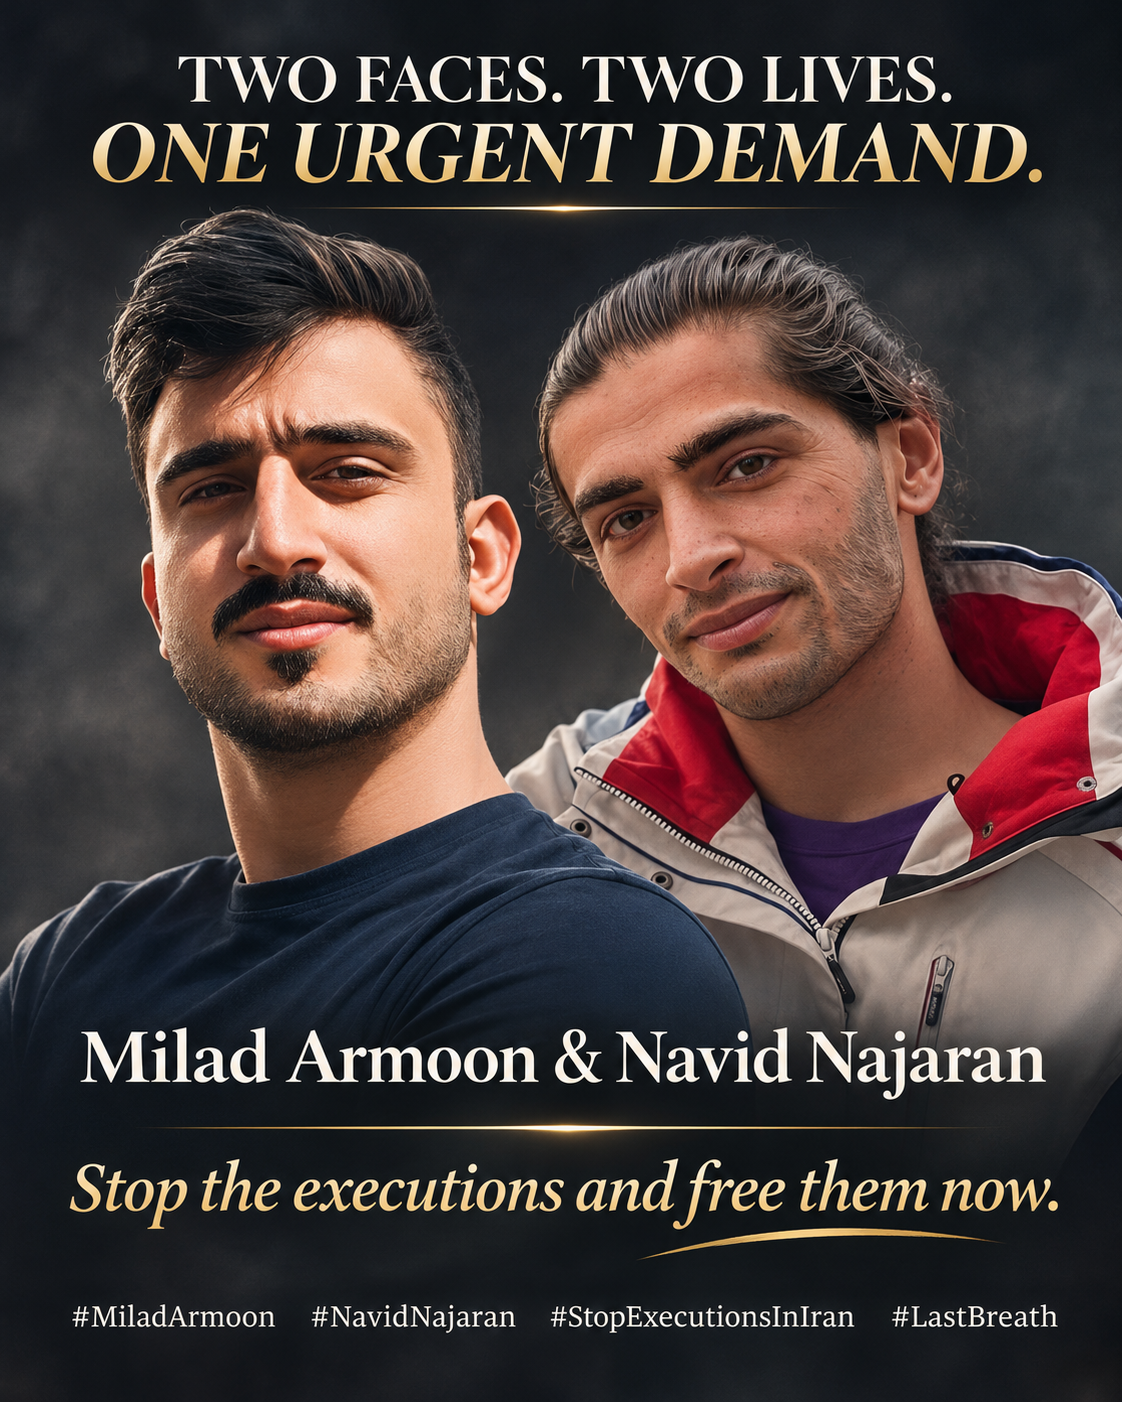 TWO FACES. TWO LIVES.
ONE URGENT DEMAND.
Milad Armoon & Navid Najaran
Stop the executions and free them now.
#MiladArmoon #NavidNajaran #StopExecutionsInIran #LastBreath